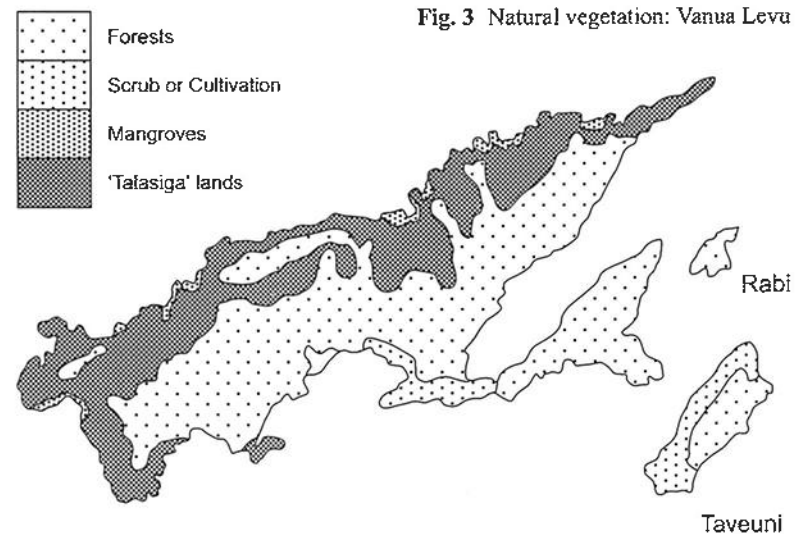 Fig. 3 Natural vegetation: Vanua Levu
Forests
Scrub or Cultivation
Mangroves
'Talasiga' lands
Rabi
Taveuni